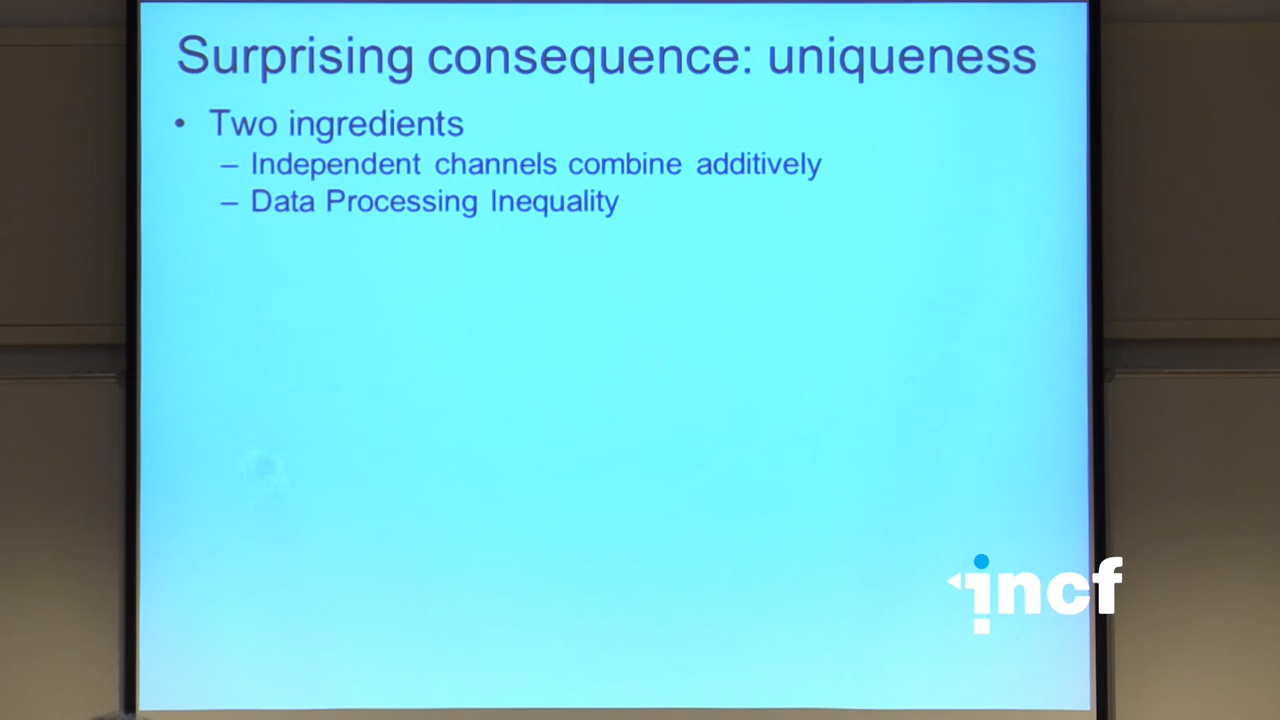 Surprising consequence: uniqueness
• Two ingredients
– Independent channels combine additively
– Data Processing Inequality
incf